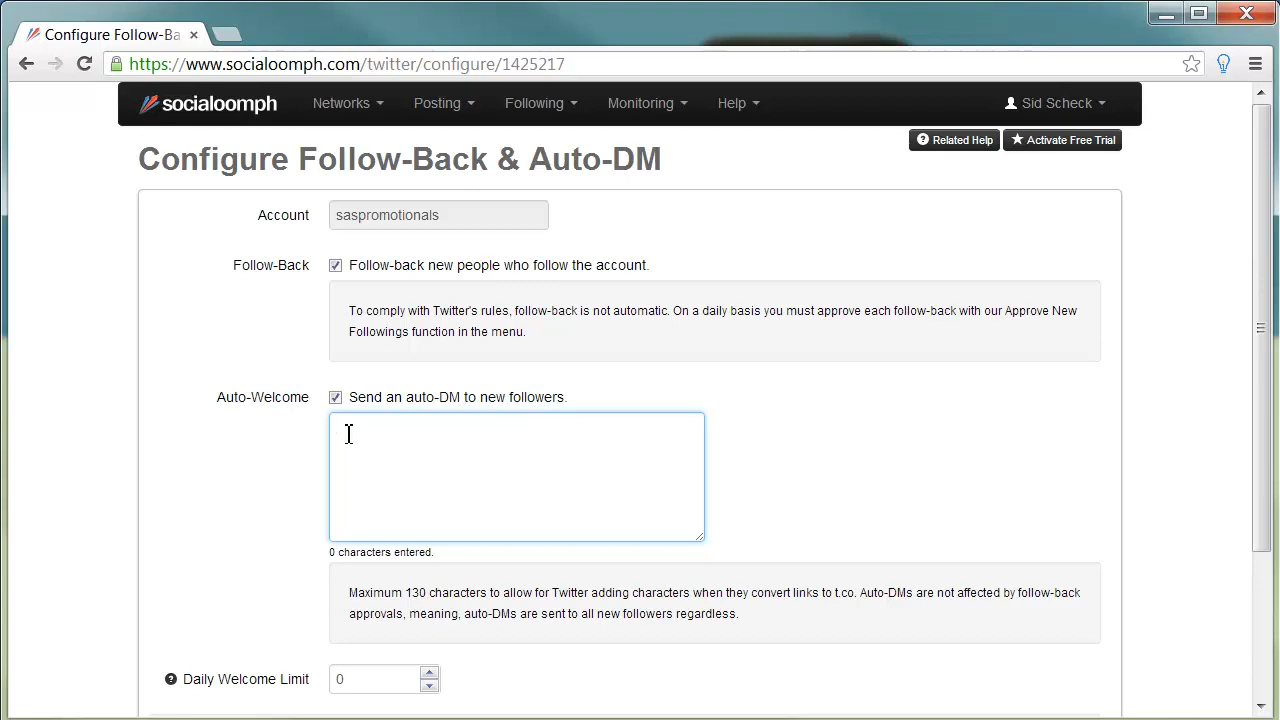 Configure Follow-Ba
https://www.socialoomph.com/twitter/configure/1425217
socialoomph Networks Posting Following Monitoring Help Sid Scheck
Related Help Activate Free Trial
Configure Follow-Back & Auto-DM
Account saspromotionals
Follow-Back Follow-back new people who follow the account.
To comply with Twitter's rules, follow-back is not automatic. On a daily basis you must approve each follow-back with our Approve New
Followings function in the menu.
Auto-Welcome Send an auto-DM to new followers.
0 characters entered.
Maximum 130 characters to allow for Twitter adding characters when they convert links to t.co. Auto-DMs are not affected by follow-back
approvals, meaning, auto-DMs are sent to all new followers regardless.
Daily Welcome Limit 0